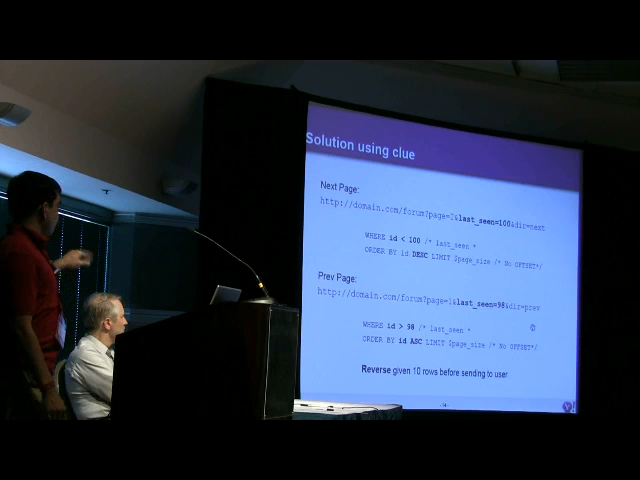 Solution using clue
Next Page:
http://domain.com/forum?page=2&last_seen=100&dir=next
WHERE id < 100 /* last_seen *
ORDER BY id DESC LIMIT $page_size /* No OFFSET*/
Prev Page:
http://domain.com/forum?page=1&last_seen=98&dir=prev
WHERE id > 98 /* last_seen *
ORDER BY id ASC LIMIT $page_size /* No OFFSET*/
Reverse given 10 rows before sending to user
Y!